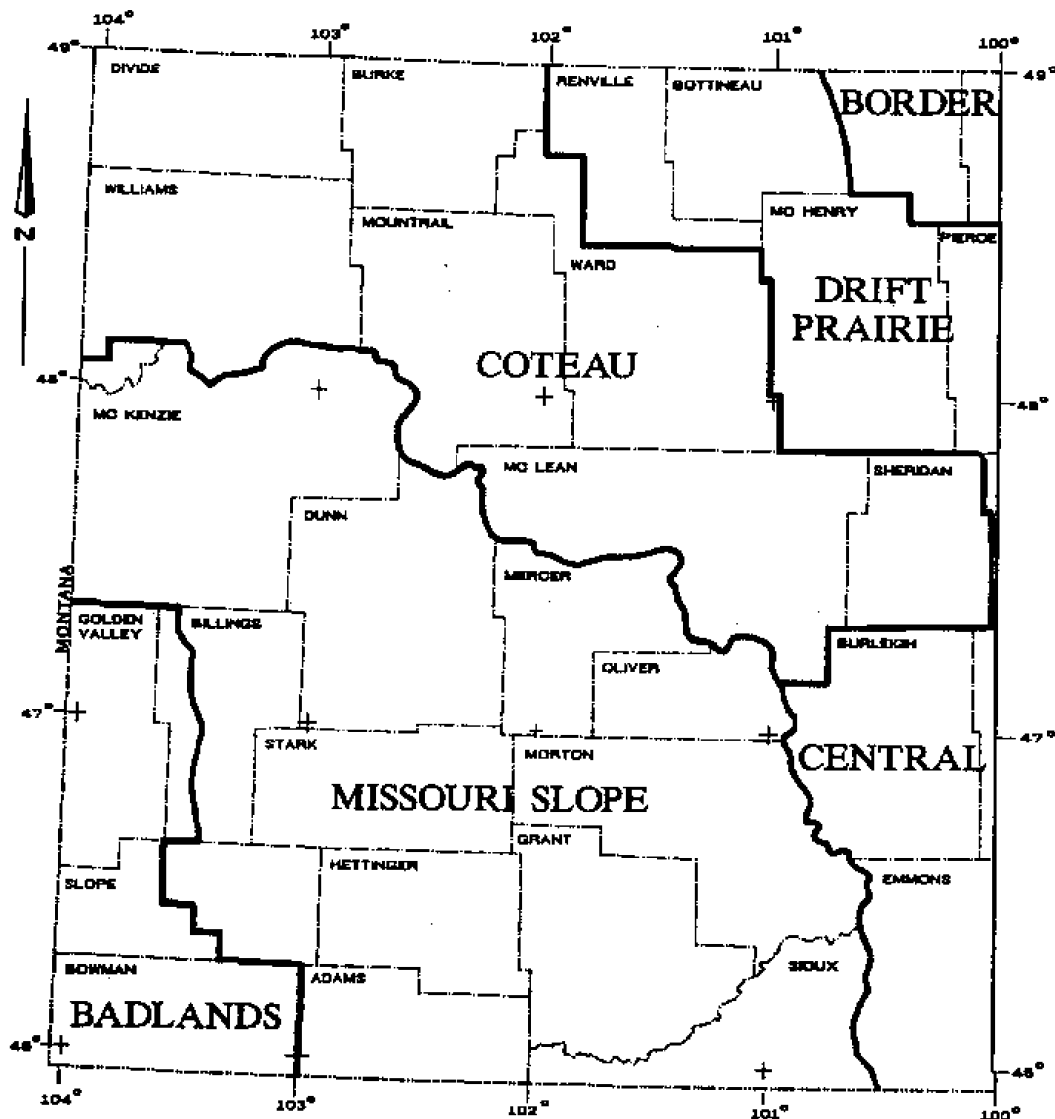 104°
103°
102°
101°
100°
49°
49°
DIVIDE
BURKE
RENVILLE
BOTTINEAU
BORDER
WILLIAMS
MOUNTRAIL
MC HENRY
PIERCE
N
WARD
DRIFT
PRAIRIE
COTEAU
48°
48°
MC KENZIE
MC LEAN
SHERIDAN
DUNN
MERCER
MONTANA
GOLDEN
VALLEY
BILLINGS
BURLEIGH
OLIVER
47°
47°
STARK
MORTON
CENTRAL
MISSOURI SLOPE
GRANT
HETTINGER
SLOPE
EMMONS
BOWMAN
ADAMS
SIOUX
BADLANDS
46°
46°
104°
103°
102°
101°
100°